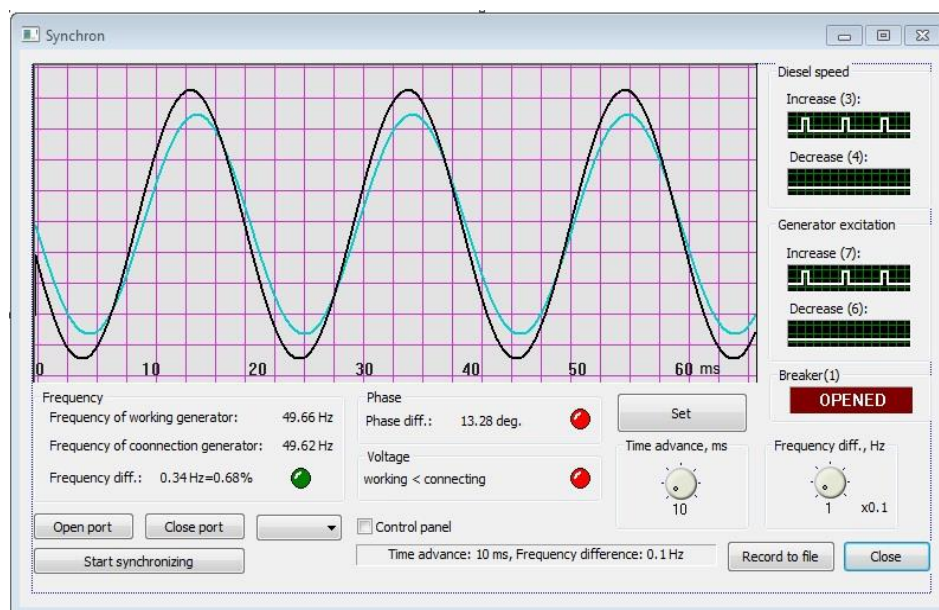 Synchron
0 10 20 30 40 50 60 ms
Diesel speed
Increase (3):
Decrease (4):
Generator excitation
Increase (7):
Decrease (6):
Breaker(1)
OPENED
Frequency
Frequency of working generator: 49.66 Hz
Frequency of coonnection generator: 49.62 Hz
Frequency diff.: 0.34 Hz=0.68%
Phase
Phase diff.: 13.28 deg.
Voltage
working < connecting
Set
Time advance, ms
10
Frequency diff., Hz
1 x0.1
Open port Close port
Control panel
Start synchronizing
Time advance: 10 ms, Frequency difference: 0.1 Hz
Record to file Close